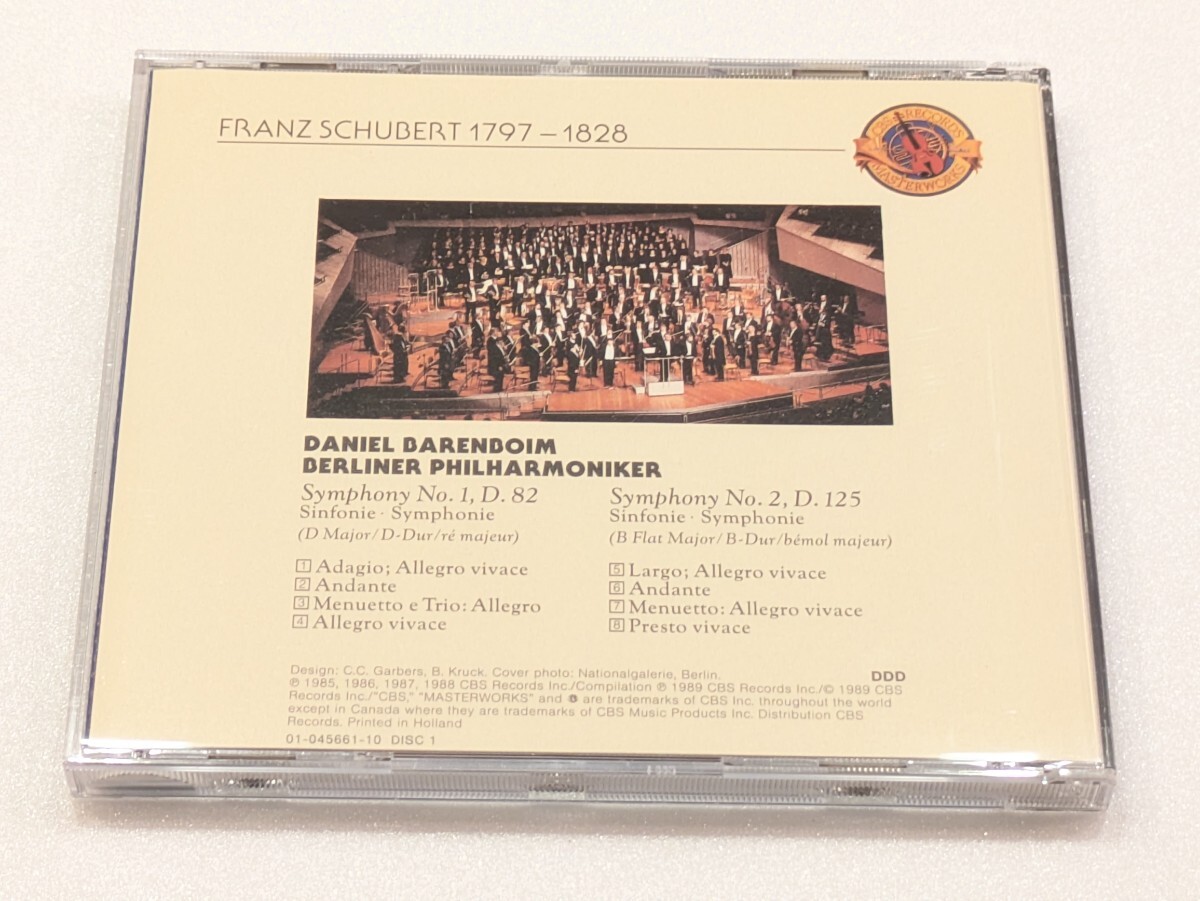 FRANZ SCHUBERT 1797 – 1828
CBS RECORDS
MASTERWORKS
DANIEL BARENBOIM
BERLINER PHILHARMONIKER
Symphony No. 1, D. 82
Sinfonie · Symphonie
(D Major/D-Dur/ré majeur)
1 Adagio; Allegro vivace
2 Andante
3 Menuetto e Trio: Allegro
4 Allegro vivace
Symphony No. 2, D. 125
Sinfonie · Symphonie
(B Flat Major/B-Dur/bémol majeur)
5 Largo; Allegro vivace
6 Andante
7 Menuetto: Allegro vivace
8 Presto vivace
Design: C.C. Garbers, B. Kruck, Cover photo: Nationalgalerie, Berlin.
DDD
℗ 1985, 1986, 1987, 1988 CBS Records Inc./Compilation ℗ 1989 CBS Records Inc./© 1989 CBS
Records Inc./"CBS," "MASTERWORKS" and are trademarks of CBS Inc. throughout the world
except in Canada where they are trademarks of CBS Music Products Inc. Distribution CBS
Records. Printed in Holland
01-045661-10 DISC 1